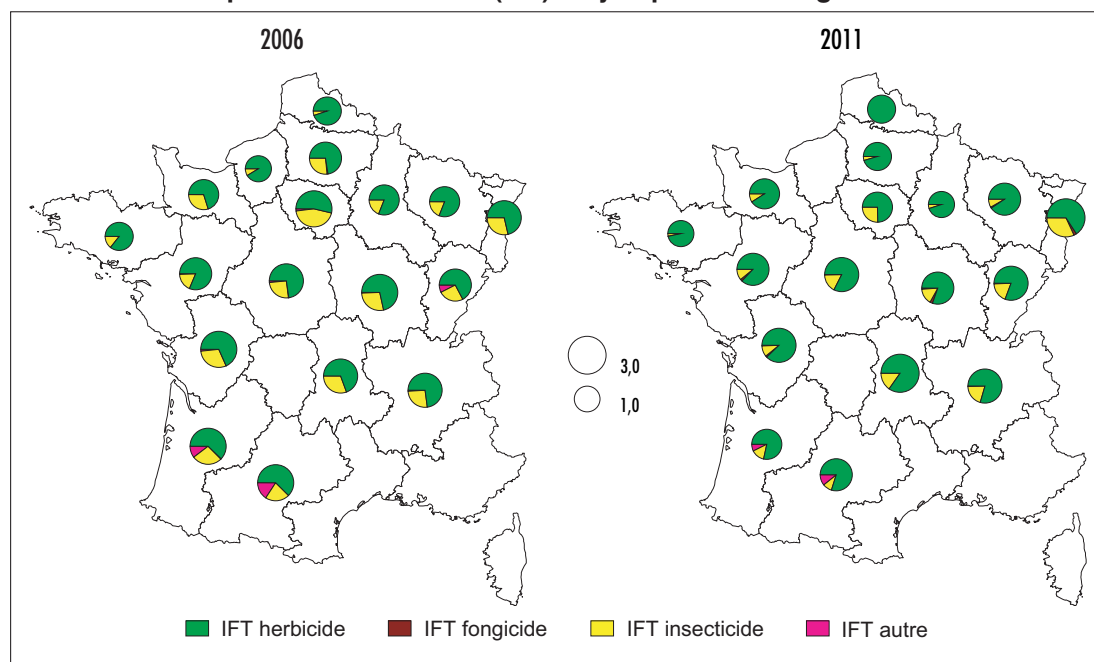 2006
2011
3,0
1,0
IFT herbicide
IFT fongicide
IFT insecticide
IFT autre